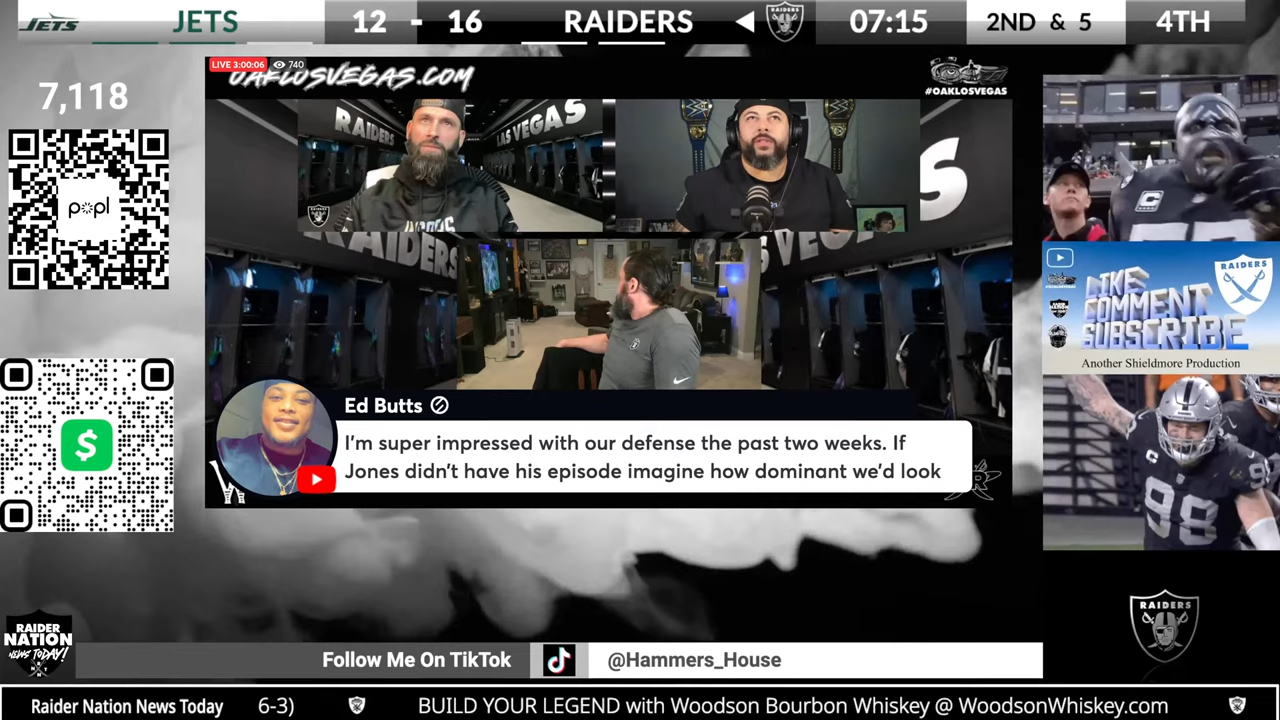 JETS
JETS
12 - 16
RAIDERS
RAIDERS
07:15
2ND & 5
4TH
7,118
popl
$
LIVE 3:00:06
740
OAKLOSVEGAS.COM
#OAKLOSVEGAS
RAIDERS
LAS VEGAS
S
RAIDERS
S VEG
C
LIKE
COMMENT
SUBSCRIBE
RAIDERS
Another Shieldmore Production
C
98
Ed Butts
I'm super impressed with our defense the past two weeks. If
Jones didn't have his episode imagine how dominant we'd look
RAIDERS
RAIDER
NATION
NEWS TODAY!
Follow Me On TikTok
@Hammers_House
Raider Nation News Today
6-3)
BUILD YOUR LEGEND with Woodson Bourbon Whiskey @ WoodsonWhiskey.com